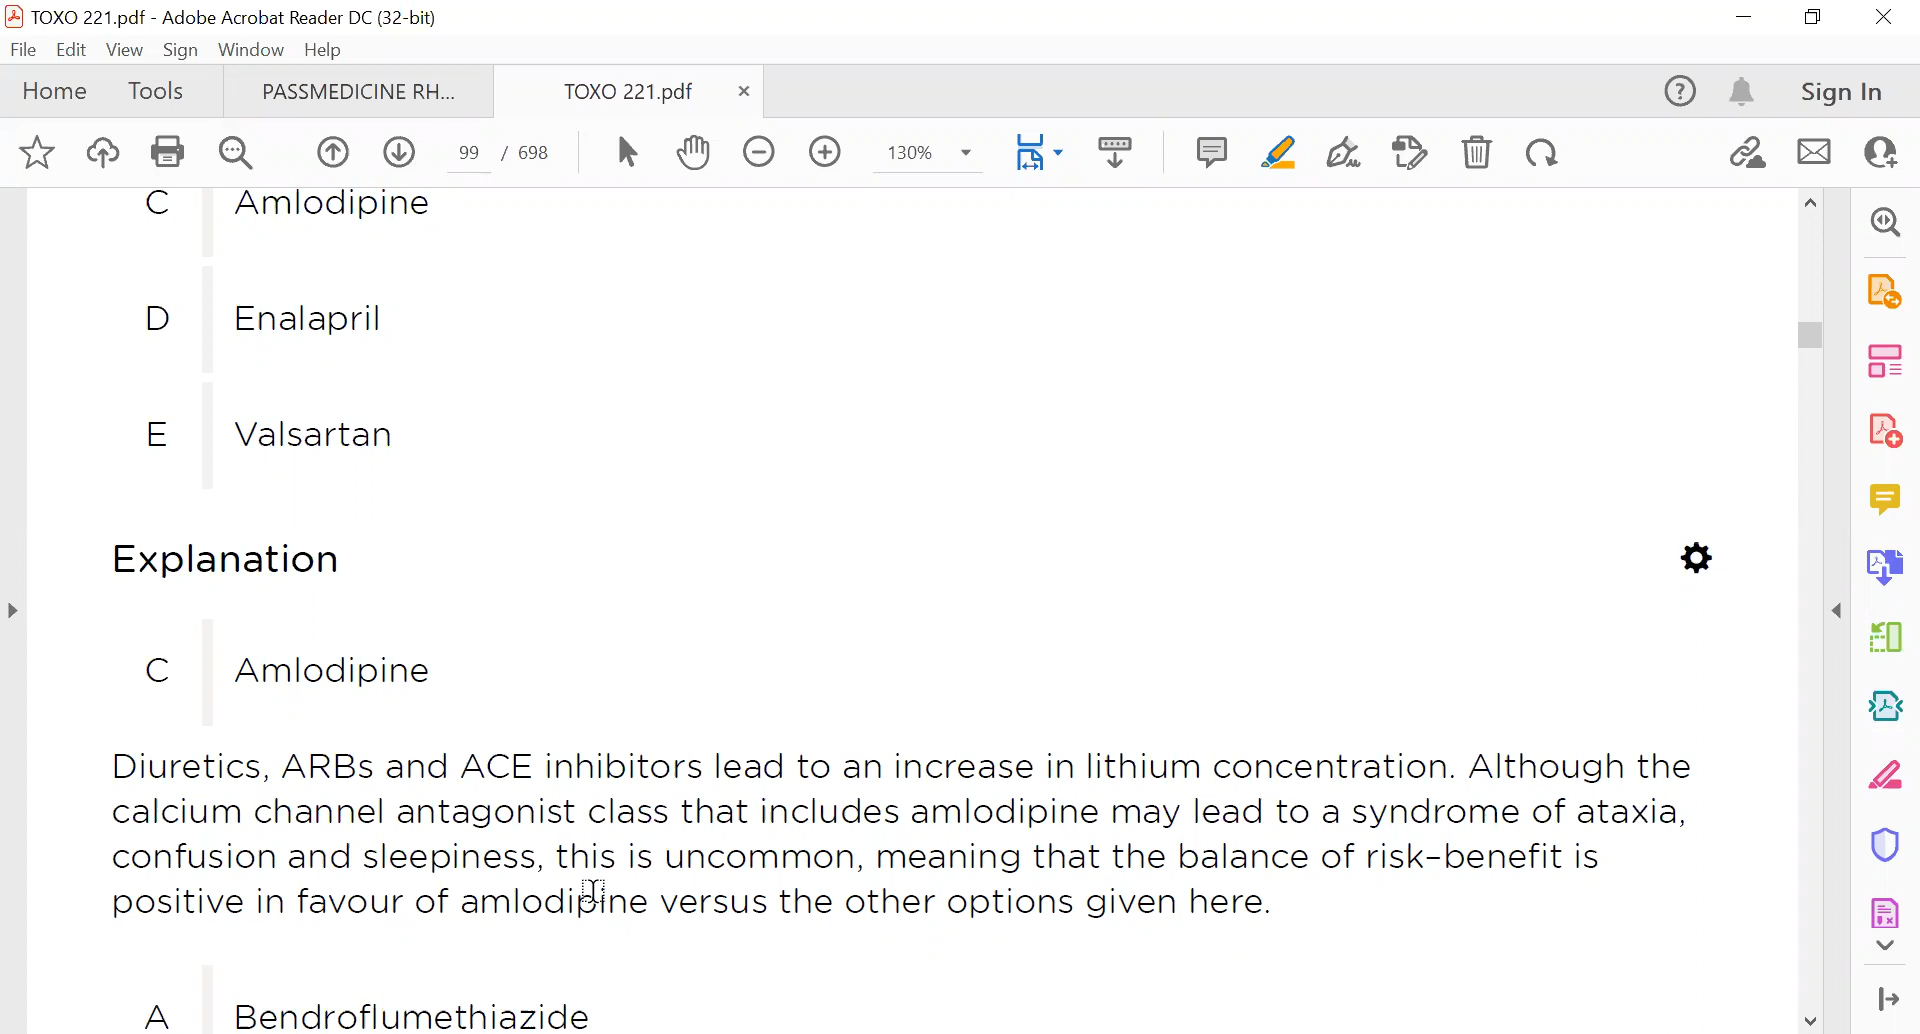 TOXO 221.pdf - Adobe Acrobat Reader DC (32-bit)
File Edit View Sign Window Help
Home Tools PASSMEDICINE RH... TOXO 221.pdf × Sign In
99 / 698 130%
C Amlodipine
D Enalapril
E Valsartan
Explanation
C Amlodipine
Diuretics, ARBs and ACE inhibitors lead to an increase in lithium concentration. Although the
calcium channel antagonist class that includes amlodipine may lead to a syndrome of ataxia,
confusion and sleepiness, this is uncommon, meaning that the balance of risk-benefit is
positive in favour of amlodipine versus the other options given here.
A Bendroflumethiazide